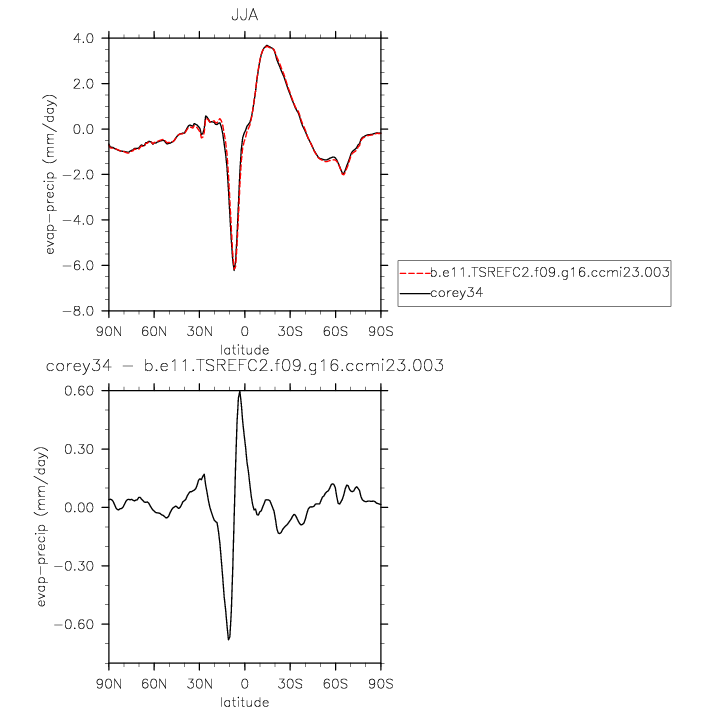 JJA
4.0
2.0
0.0
−2.0
−4.0
−6.0
−8.0
evap−precip (mm/day)
90N 60N 30N 0 30S 60S 90S
latitude
b.e11.TSREFC2.f09.g16.ccmi23.003
corey34
corey34 − b.e11.TSREFC2.f09.g16.ccmi23.003
0.60
0.30
0.00
−0.30
−0.60
evap−precip (mm/day)
90N 60N 30N 0 30S 60S 90S
latitude